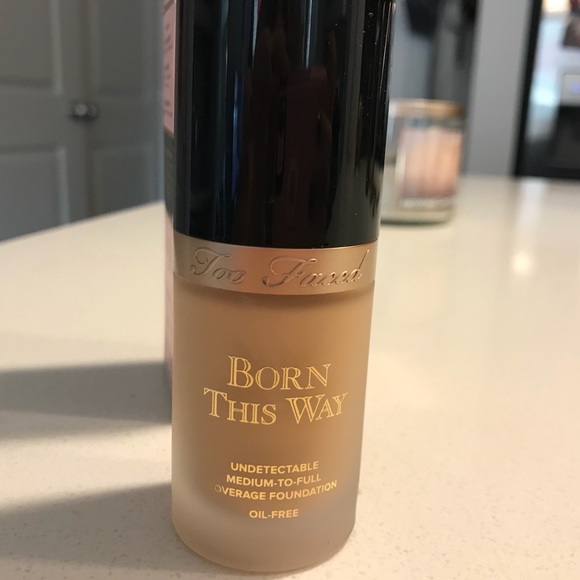 Too Faced
BORN
THIS WAY
UNDETECTABLE
MEDIUM-TO-FULL
OVERAGE FOUNDATION
OIL-FREE